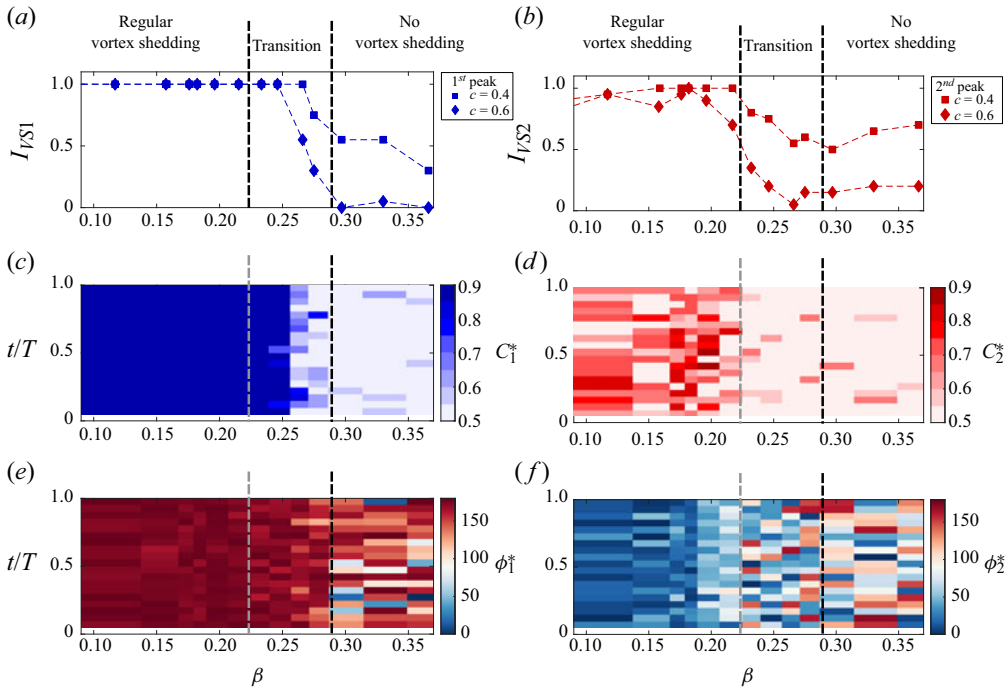 (a)
Regular
vortex shedding
Transition
No
vortex shedding
1st peak
c = 0.4
c = 0.6
I_VS1
1.0
0.5
0
0.10 0.15 0.20 0.25 0.30 0.35
(b)
Regular
vortex shedding
Transition
No
vortex shedding
2nd peak
c = 0.4
c = 0.6
I_VS2
1.0
0.5
0
0.10 0.15 0.20 0.25 0.30 0.35
(c)
t/T
1.0
0.5
0
0.10 0.15 0.20 0.25 0.30 0.35
0.9
0.8
0.7
0.6
0.5
C*1
(d)
1.0
0.5
0
0.10 0.15 0.20 0.25 0.30 0.35
0.9
0.8
0.7
0.6
0.5
C*2
(e)
t/T
1.0
0.5
0
0.10 0.15 0.20 0.25 0.30 0.35
β
150
100
50
0
ϕ*1
(f)
1.0
0.5
0
0.10 0.15 0.20 0.25 0.30 0.35
β
150
100
50
0
ϕ*2